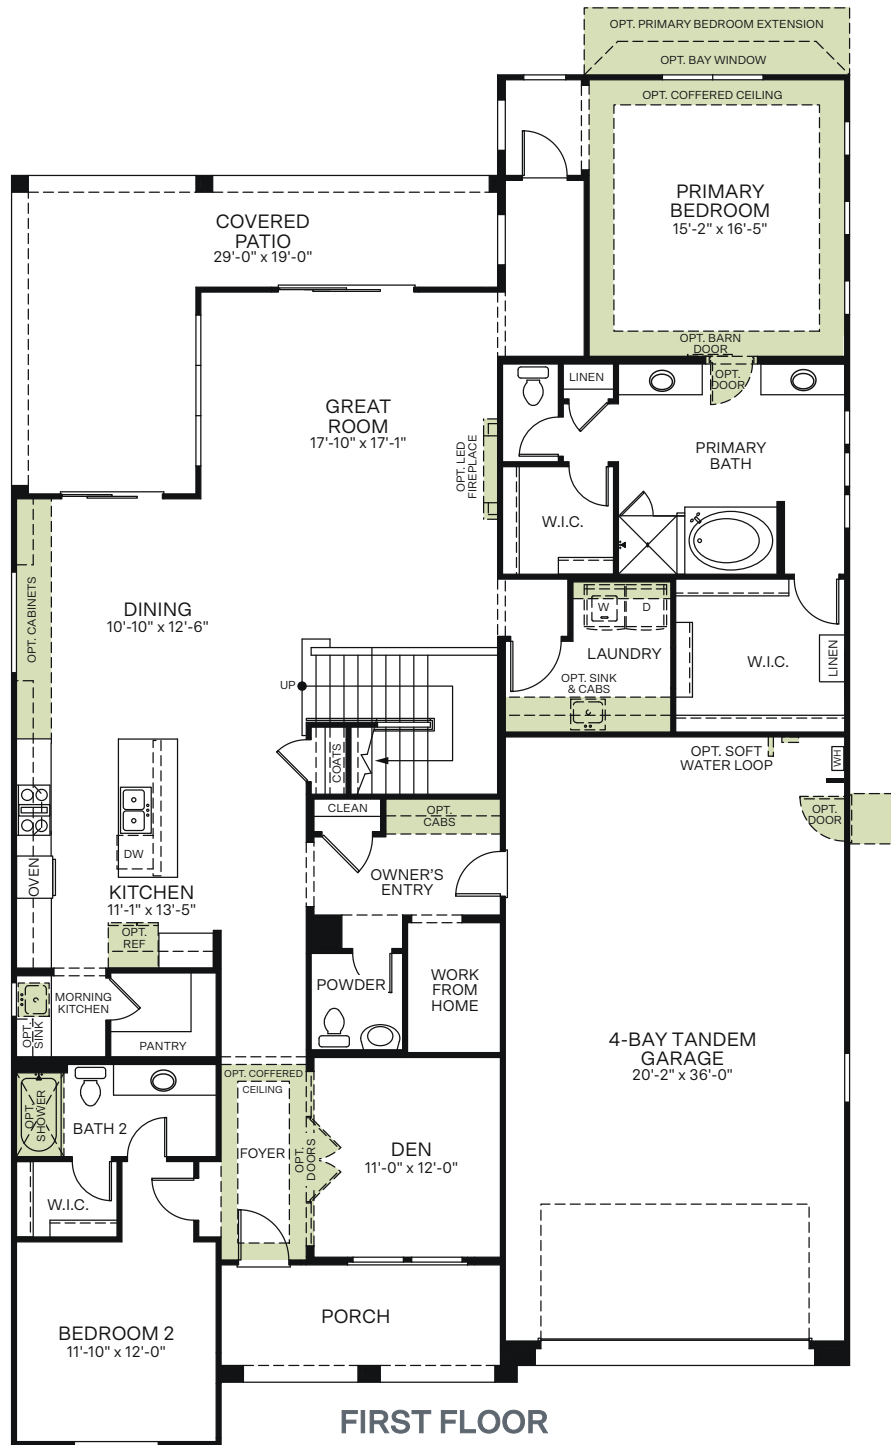 OPT. PRIMARY BEDROOM EXTENSION
OPT. BAY WINDOW
OPT. COFFERED CEILING
PRIMARY
BEDROOM
15'-2" x 16'-5"
COVERED
PATIO
29'-0" x 19'-0"
OPT. BARN
DOOR
OPT.
DOOR
LINEN
GREAT
ROOM
17'-10" x 17'-1"
OPT. LED
FIREPLACE
PRIMARY
BATH
W.I.C.
OPT. CABINETS
DINING
10'-10" x 12'-6"
W
D
LAUNDRY
OPT. SINK
& CABS
W.I.C.
LINEN
UP
COATS
OPT. SOFT
WATER LOOP
WH
OPT.
DOOR
CLEAN
OPT.
CABS
DW
OVEN
OWNER'S
ENTRY
KITCHEN
11'-1" x 13'-5"
OPT.
REF
POWDER
WORK
FROM
HOME
MORNING
KITCHEN
OPT.
SINK
PANTRY
4-BAY TANDEM
GARAGE
20'-2" x 36'-0"
OPT. COFFERED
CEILING
OPT.
SHOWER
BATH 2
FOYER
OPT.
DOORS
DEN
11'-0" x 12'-0"
W.I.C.
PORCH
BEDROOM 2
11'-10" x 12'-0"
FIRST FLOOR